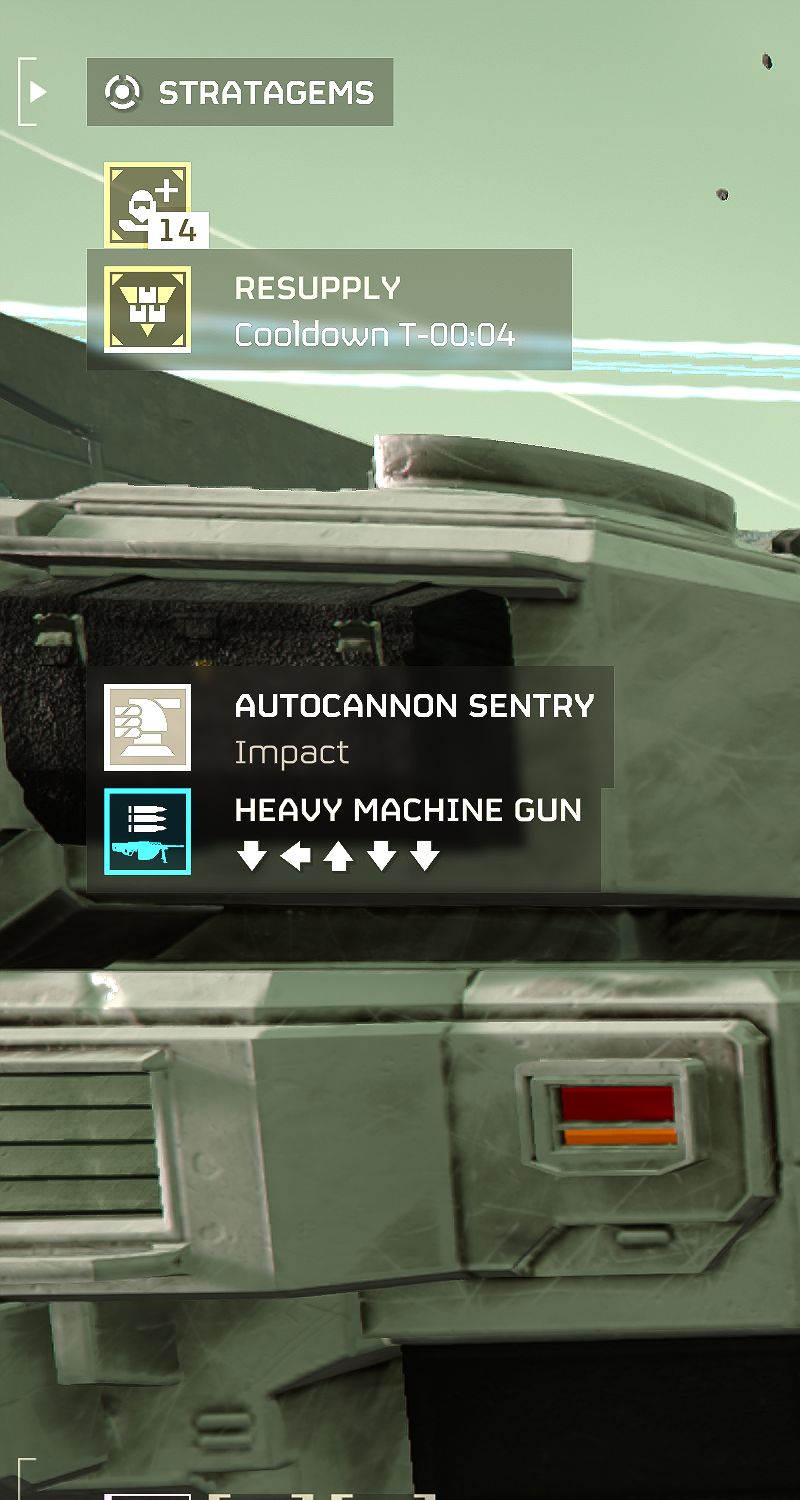 STRATAGEMS
14
RESUPPLY
Cooldown T-00:04
AUTOCANNON SENTRY
Impact
HEAVY MACHINE GUN